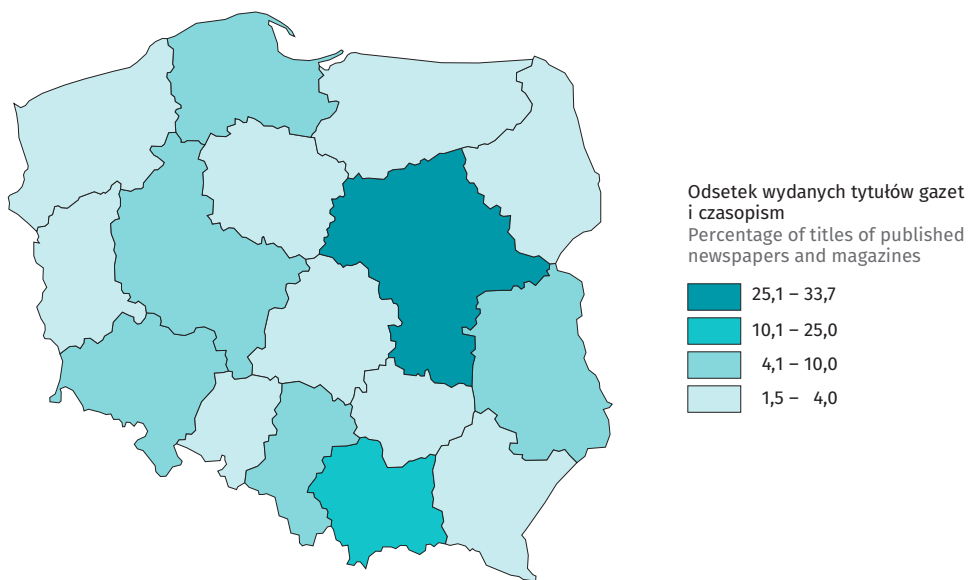 Odsetek wydanych tytułów gazet
i czasopism
Percentage of titles of published
newspapers and magazines
25,1 – 33,7
10,1 – 25,0
4,1 – 10,0
1,5 – 4,0